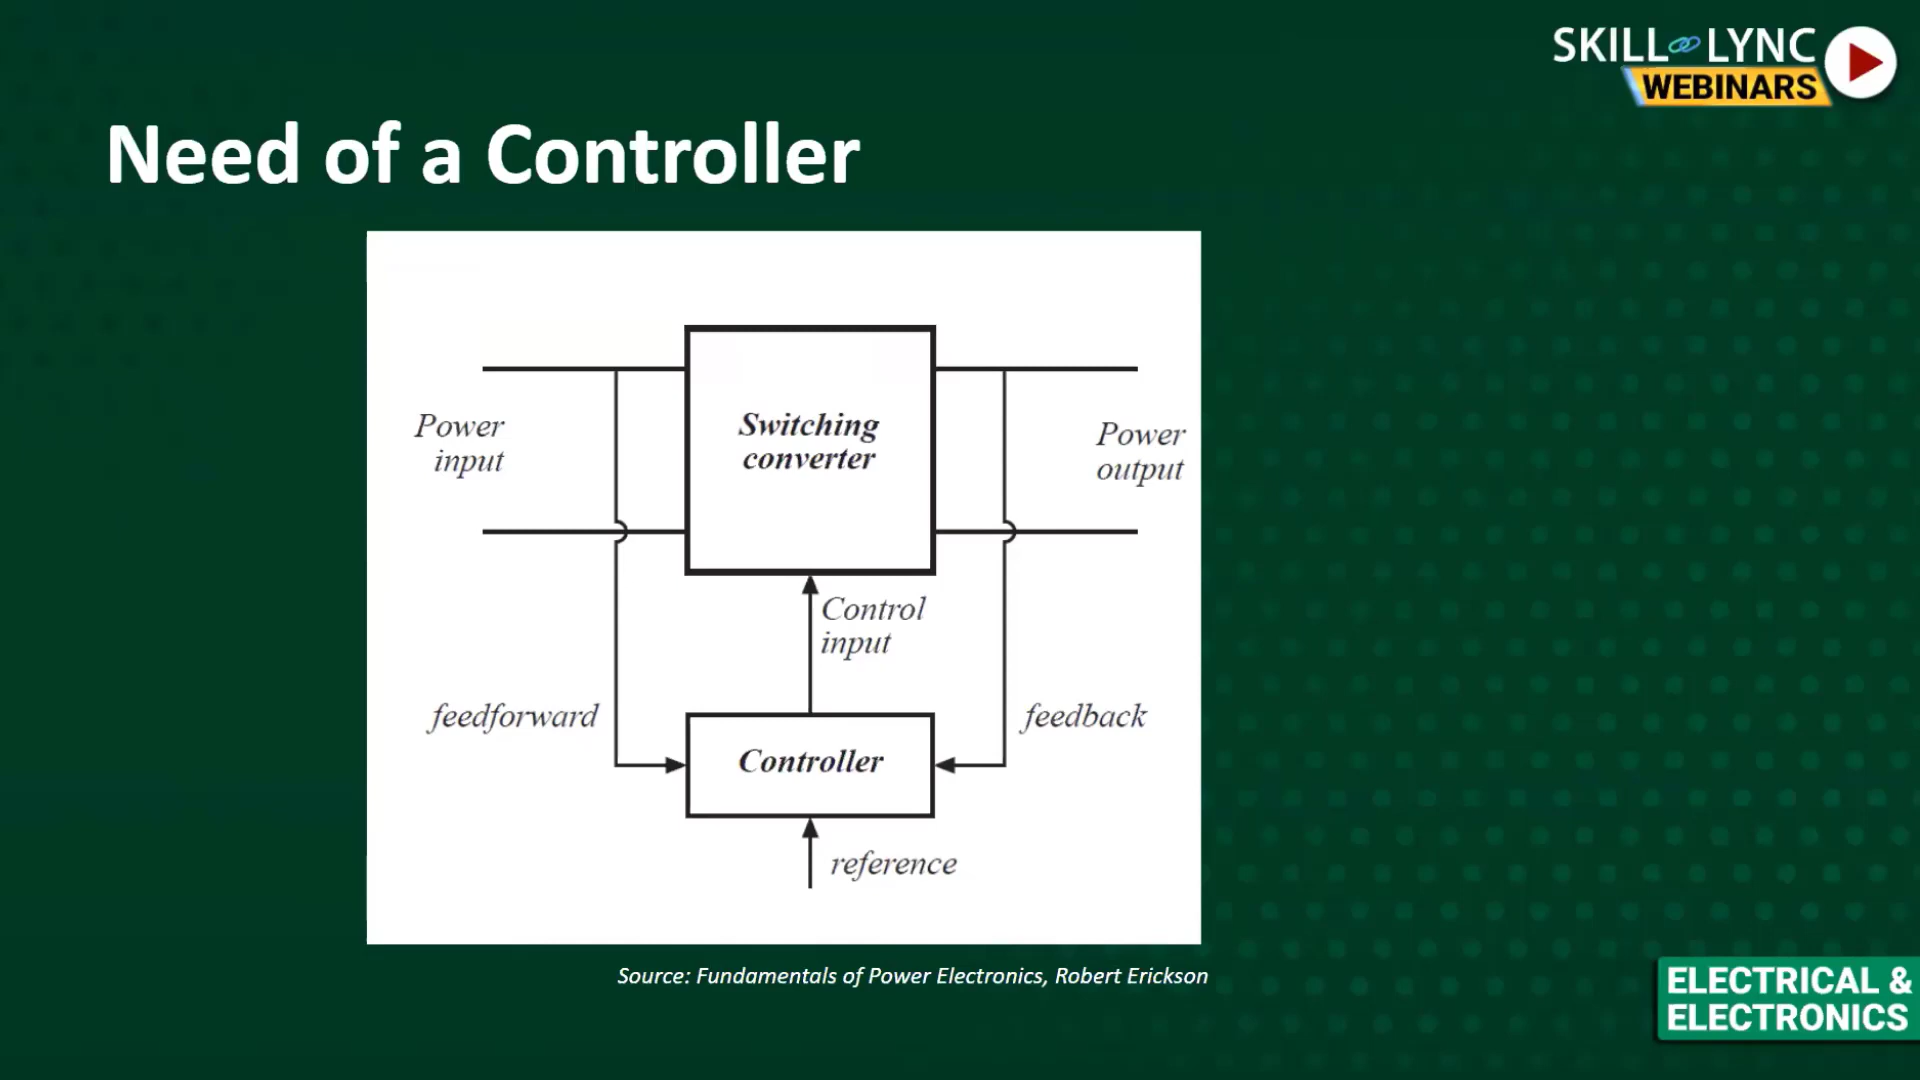 SKILL LYNC
WEBINARS
Need of a Controller
Power
input
Switching
converter
Power
output
Control
input
feedforward
feedback
Controller
reference
Source: Fundamentals of Power Electronics, Robert Erickson
ELECTRICAL &
ELECTRONICS